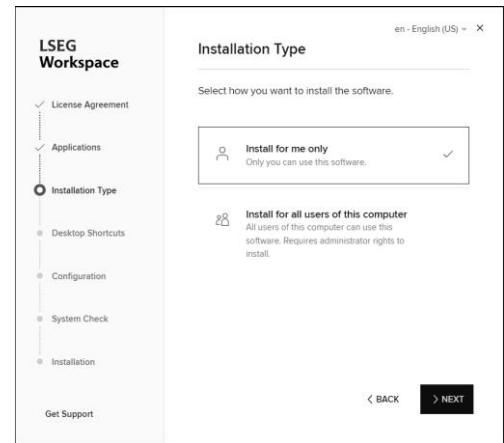 LSEG
Workspace
License Agreement
Applications
Installation Type
Desktop Shortcuts
Configuration
System Check
Installation
Get Support
en - English (US)
Installation Type
Select how you want to install the software.
Install for me only
Only you can use this software.
Install for all users of this computer
All users of this computer can use this
software. Requires administrator rights to
install.
< BACK
> NEXT